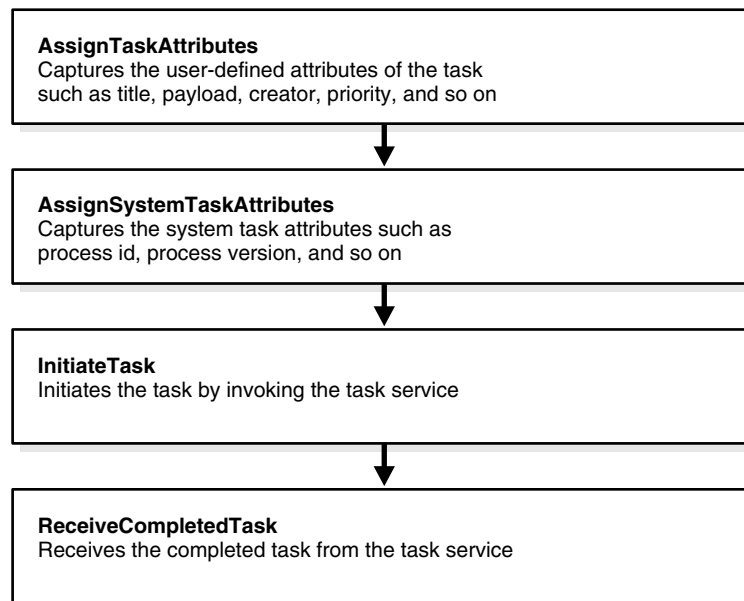 AssignTaskAttributes
Captures the user-defined attributes of the task
such as title, payload, creator, priority, and so on
AssignSystemTaskAttributes
Captures the system task attributes such as
process id, process version, and so on
InitiateTask
Initiates the task by invoking the task service
ReceiveCompletedTask
Receives the completed task from the task service